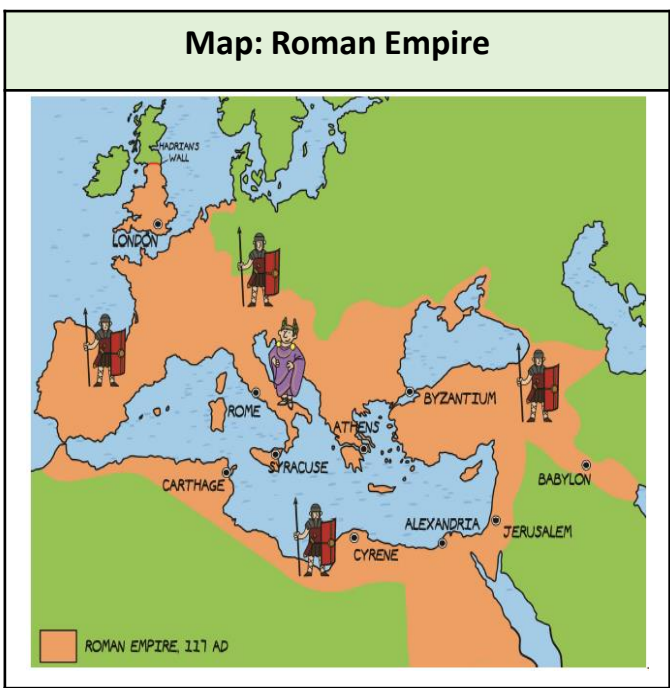 Map: Roman Empire
HADRIAN'S
WALL
LONDON
ROME
BYZANTIUM
ATHENS
SYRACUSE
CARTHAGE
BABYLON
ALEXANDRIA
JERUSALEM
CYRENE
ROMAN EMPIRE, 117 AD